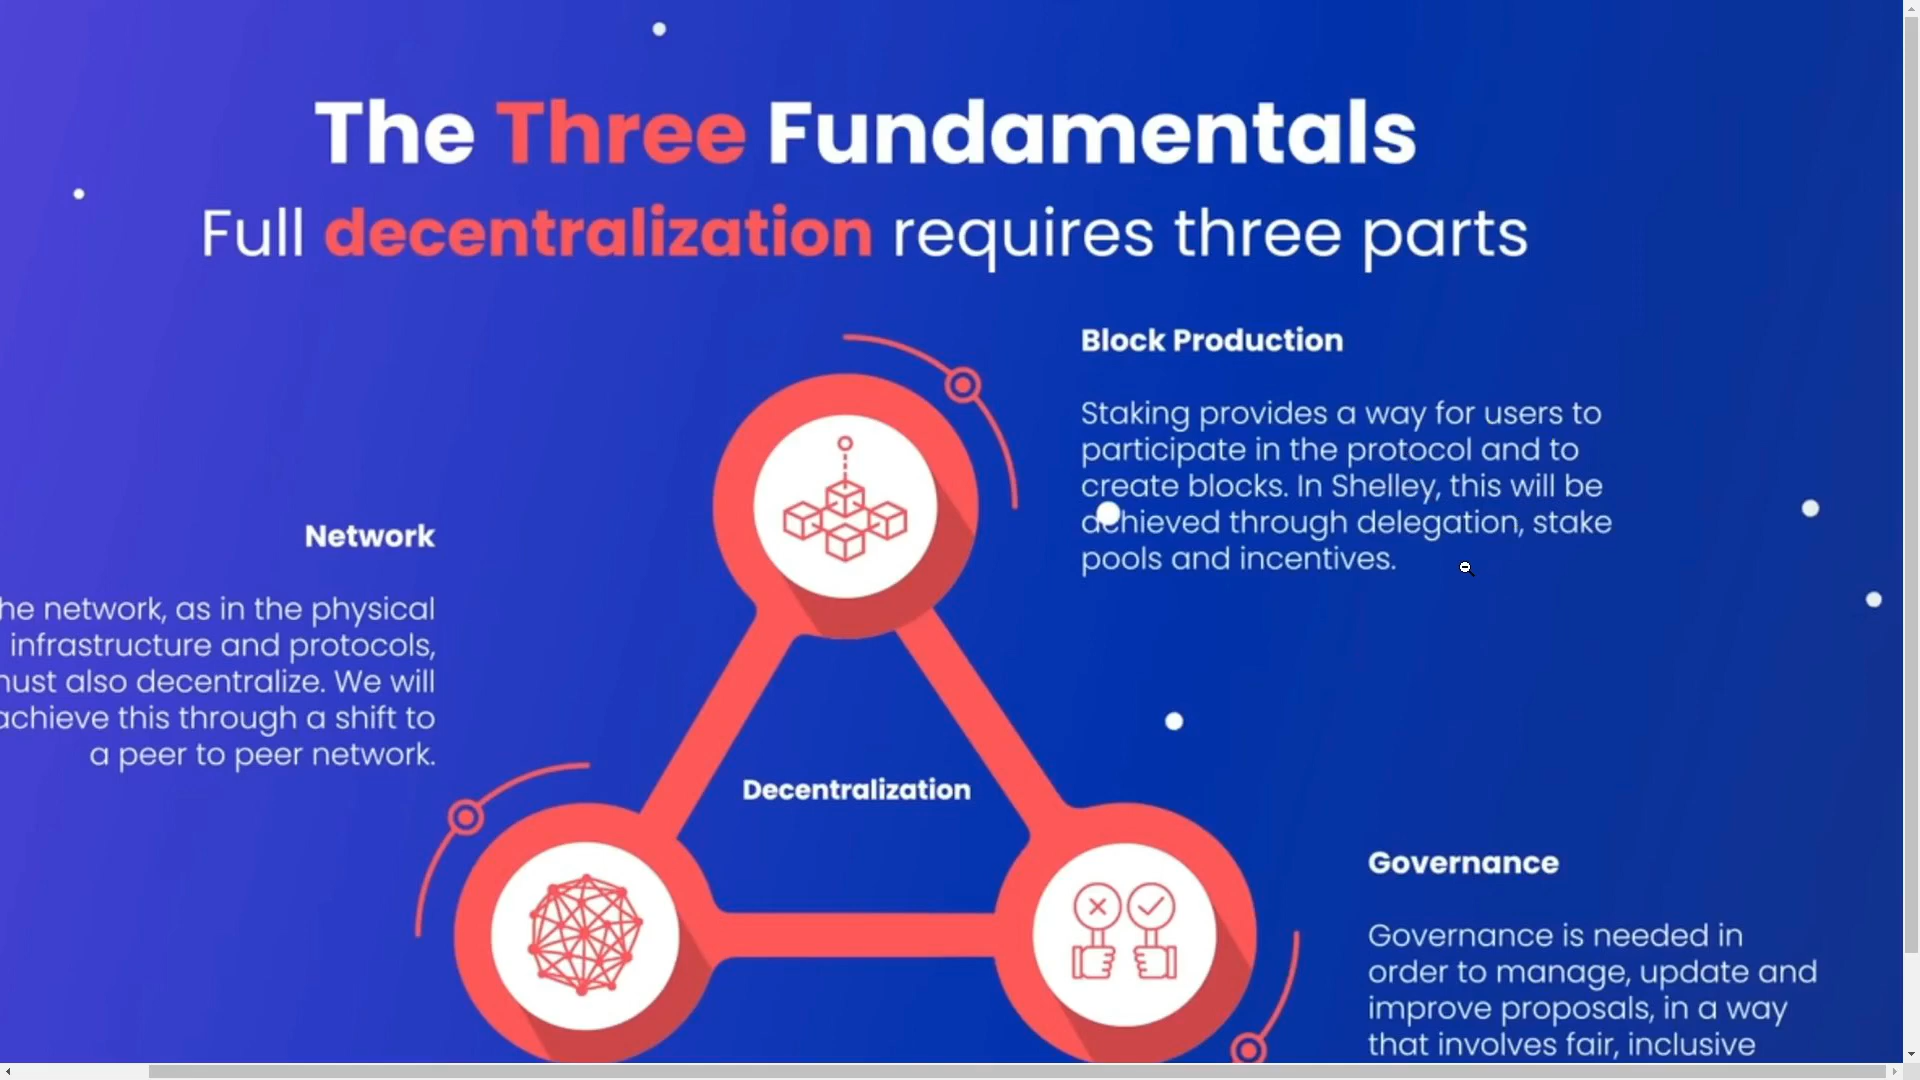 The Three Fundamentals
Full decentralization requires three parts
Block Production
Staking provides a way for users to
participate in the protocol and to
create blocks. In Shelley, this will be
achieved through delegation, stake
pools and incentives.
Network
he network, as in the physical
infrastructure and protocols,
ust also decentralize. We will
achieve this through a shift to
a peer to peer network.
Decentralization
Governance
Governance is needed in
order to manage, update and
improve proposals, in a way
that involves fair, inclusive